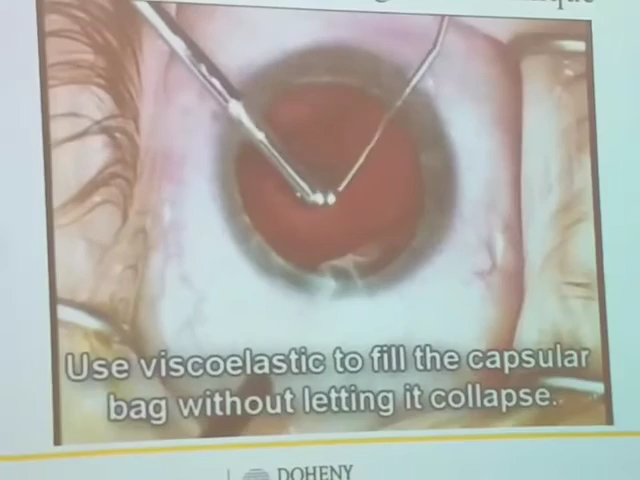 Use viscoelastic to fill the capsular
bag without letting it collapse.
DOHENY